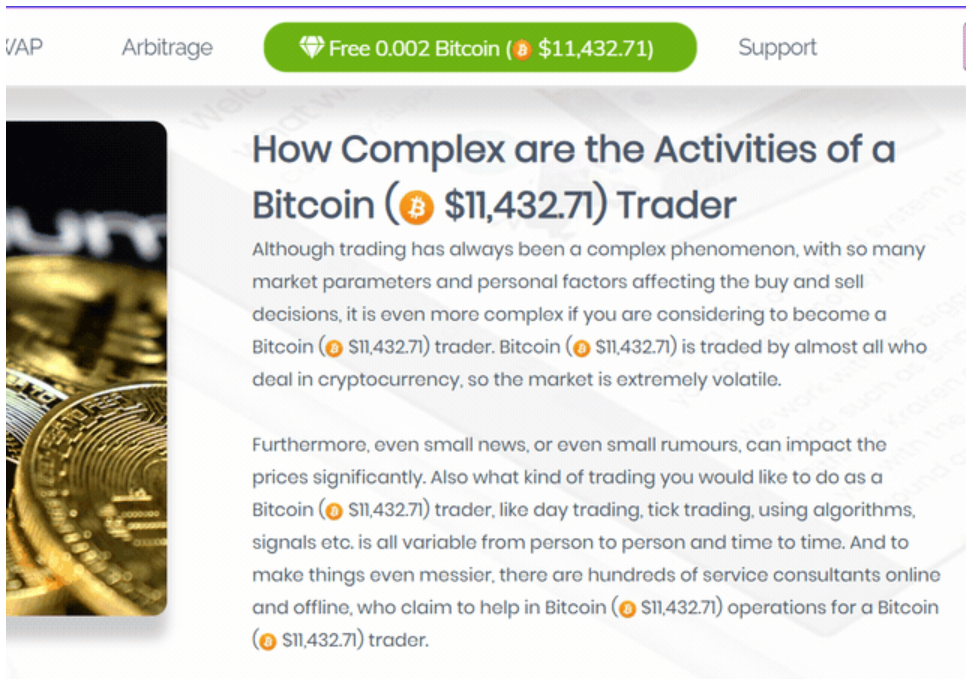 Arbitrage
Free 0.002 Bitcoin (₿ $11,432.71)
Support
How Complex are the Activities of a
Bitcoin (₿ $11,432.71) Trader
Although trading has always been a complex phenomenon, with so many
market parameters and personal factors affecting the buy and sell
decisions, it is even more complex if you are considering to become a
Bitcoin (₿ $11,432.71) trader. Bitcoin (₿ $11,432.71) is traded by almost all who
deal in cryptocurrency, so the market is extremely volatile.
Furthermore, even small news, or even small rumours, can impact the
prices significantly. Also what kind of trading you would like to do as a
Bitcoin (₿ $11,432.71) trader, like day trading, tick trading, using algorithms,
signals etc. is all variable from person to person and time to time. And to
make things even messier, there are hundreds of service consultants online
and offline, who claim to help in Bitcoin (₿ $11,432.71) operations for a Bitcoin
(₿ $11,432.71) trader.